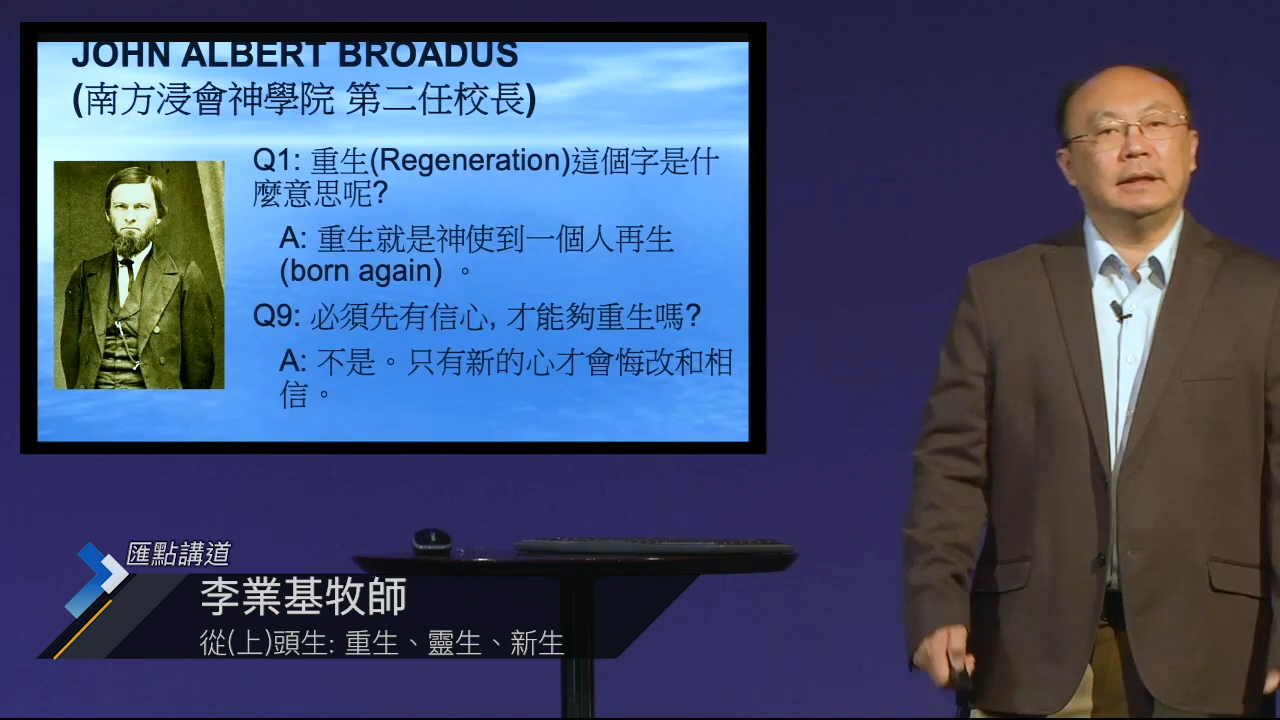 JOHN ALBERT BROADUS
(南方浸會神學院 第二任校長)
Q1: 重生(Regeneration)這個字是什
麼意思呢?
A: 重生就是神使到一個人再生
(born again) 。
Q9: 必須先有信心, 才能夠重生嗎?
A: 不是。只有新的心才會悔改和相
信。
匯點講道
李業基牧師
從(上)頭生: 重生、靈生、新生